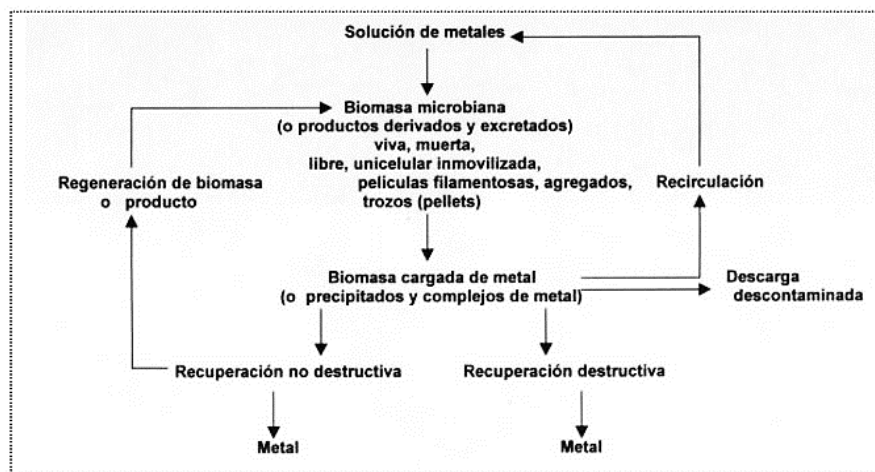 Solución de metales
Biomasa microbiana
(o productos derivados y excretados)
viva, muerta,
libre, unicelular inmovilizada,
peliculas filamentosas, agregados,
trozos (pellets)
Regeneración de biomasa
o producto
Recirculación
Biomasa cargada de metal
(o precipitados y complejos de metal)
Descarga
descontaminada
Recuperación no destructiva
Recuperación destructiva
Metal
Metal